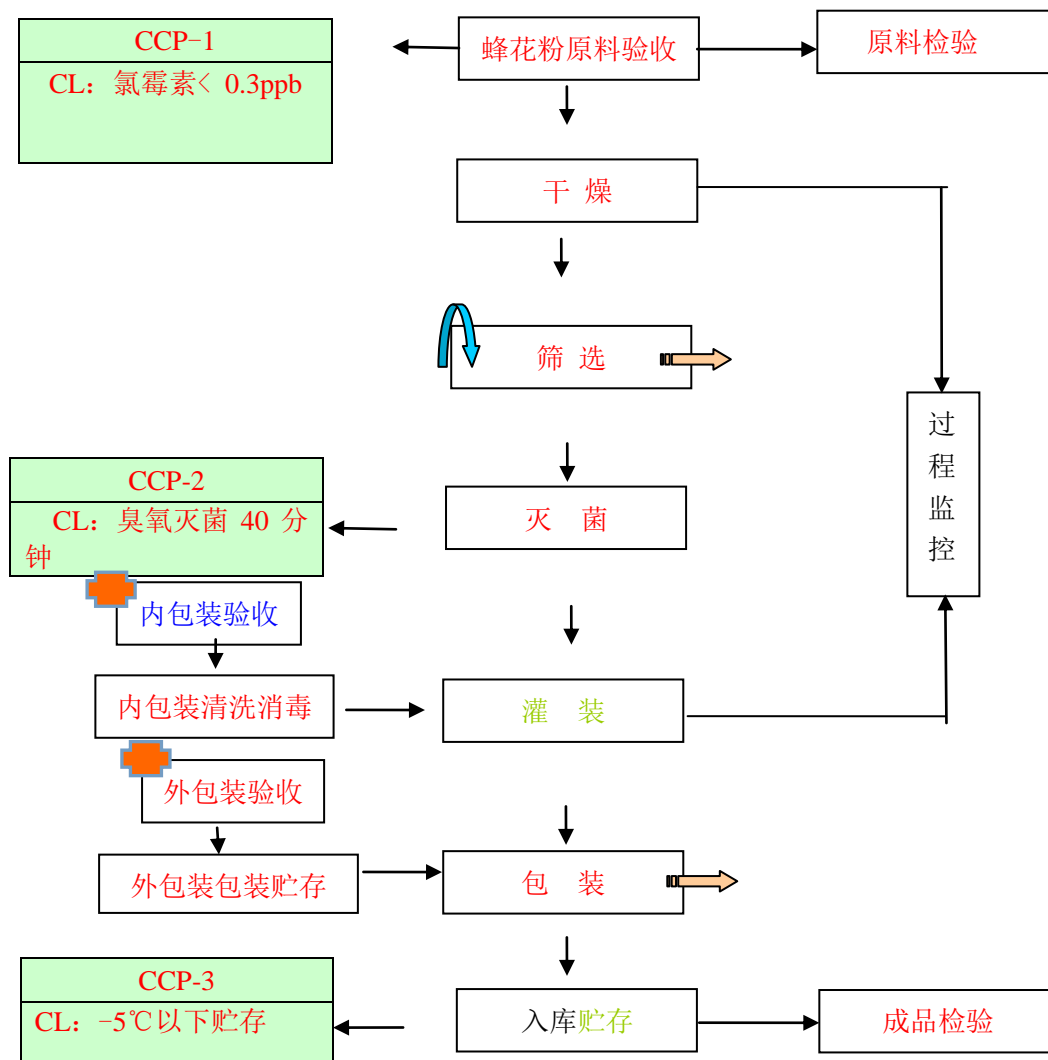 CCP-1
CL：氯霉素< 0.3ppb
蜂花粉原料验收
原料检验
干 燥
筛 选
过
程
监
控
CCP-2
CL：臭氧灭菌 40 分
钟
灭 菌
内包装验收
内包装清洗消毒
灌 装
外包装验收
外包装包装贮存
包 装
CCP-3
CL：-5℃以下贮存
入库贮存
成品检验